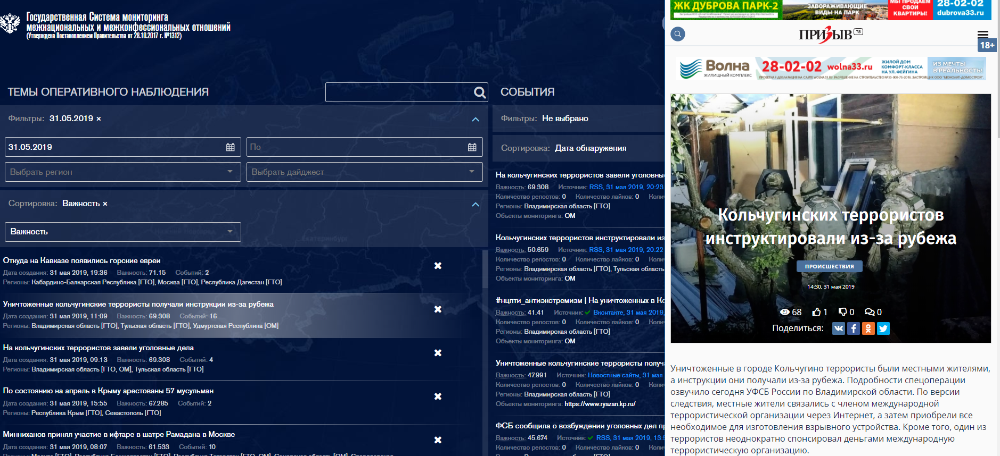 Государственная Система мониторинга
межнациональных и межконфессиональных отношений
(Утверждена Постановлением Правительства от 28.10.2017 г. №1312)
ТЕМЫ ОПЕРАТИВНОГО НАБЛЮДЕНИЯ
Фильтры: 31.05.2019 ×
31.05.2019
По
Выбрать регион
Выбрать дайджест
Сортировка: Важность ×
Важность
Откуда на Кавказе появились горские евреи
Дата создания: 31 мая 2019, 19:36 Важность: 71.15 Событий: 2
Регионы: Кабардино-Балкарская Республика [ГТО], Москва [ГТО], Республика Дагестан [ГТО]
Уничтоженные кольчугинские террористы получали инструкции из-за рубежа
Дата создания: 31 мая 2019, 11:09 Важность: 69.308 Событий: 16
Регионы: Владимирская область [ГТО], Тульская область [ГТО], Удмуртская Республика [ОМ]
На кольчугинских террористов завели уголовные дела
Дата создания: 31 мая 2019, 09:13 Важность: 69.308 Событий: 4
Регионы: Владимирская область [ГТО, ОМ], Тульская область [ГТО]
По состоянию на апрель в Крыму арестованы 57 мусульман
Дата создания: 31 мая 2019, 15:55 Важность: 67.285 Событий: 2
Регионы: Республика Крым [ГТО], Севастополь [ГТО]
Минниханов принял участие в ифтаре в шатре Рамадана в Москве
Дата создания: 31 мая 2019, 08:07 Важность: 61.533 Событий: 10
СОБЫТИЯ
Фильтры: Не выбрано
Сортировка: Дата обнаружения
На кольчугинских террористов завели уголовны
Важность: 69.308 Источник: RSS, 31 мая 2019, 20:23
Количество репостов: 0 Количество лайков: 0 Коли
Регионы: Владимирская область [ГТО]
Объекты мониторинга: ОМ
Кольчугинских террористов инструктировали из
Важность: 50.659 Источник: RSS, 31 мая 2019, 20:22
Количество репостов: 0 Количество лайков: 0 Коли
Регионы: Владимирская область [ГТО], Тульская область
Объекты мониторинга: ОМ
#нцпти_антиэкстремизм | На уничтоженных в Ко
Важность: 41.41 Источник: Вконтакте, 31 мая 2019,
Количество репостов: 0 Количество лайков: 0 Коли
Регионы: Владимирская область [ГТО]
Объекты мониторинга: ОМ
Уничтоженные кольчугинские террористы получа
Важность: 47.991 Источник: Новостные сайты, 31 мая
Количество репостов: 0 Количество лайков: 0 Коли
Регионы: Владимирская область [ГТО]
Объекты мониторинга: https://www.ryazan.kp.ru/
ФСБ сообщила о возбуждении уголовных дел пр
Важность: 45.674 Источник: RSS, 31 мая 2019, 13:5
Количество репостов: 0 Количество лайков: 0 Коли
ЖК ДУБРОВА ПАРК-2
ЗАВОРАЖИВАЮЩИЕ
ВИДЫ НА ПАРК
МЫ ПРОДАЕМ
СВОИ
КВАРТИРЫ!
28-02-02
dubrova33.ru
ПРИЗЫВ ТВ
18+
Волна
ЖИЛИЩНЫЙ КОМПЛЕКС
28-02-02 wolna33.ru
ЖИЛОЙ ДОМ
КОМФОРТ-КЛАССА
НА УЛ. ФЕЙГИНА
ИЗ МЕЧТЫ
В РЕАЛЬНОСТЬ!
Кольчугинских террористов
инструктировали из-за рубежа
ПРОИСШЕСТВИЯ
14:30, 31 мая 2019
68 1 0 0
Поделиться:
Уничтоженные в городе Кольчугино террористы были местными жителями,
а инструкции они получали из-за рубежа. Подробности спецоперации
озвучило сегодня УФСБ России по Владимирской области. По версии
следствия, местные жители связались с членом международной
террористической организации через Интернет, а затем приобрели все
необходимое для изготовления взрывного устройства. Кроме того, один из
террористов неоднократно спонсировал деньгами международную
террористическую организацию.